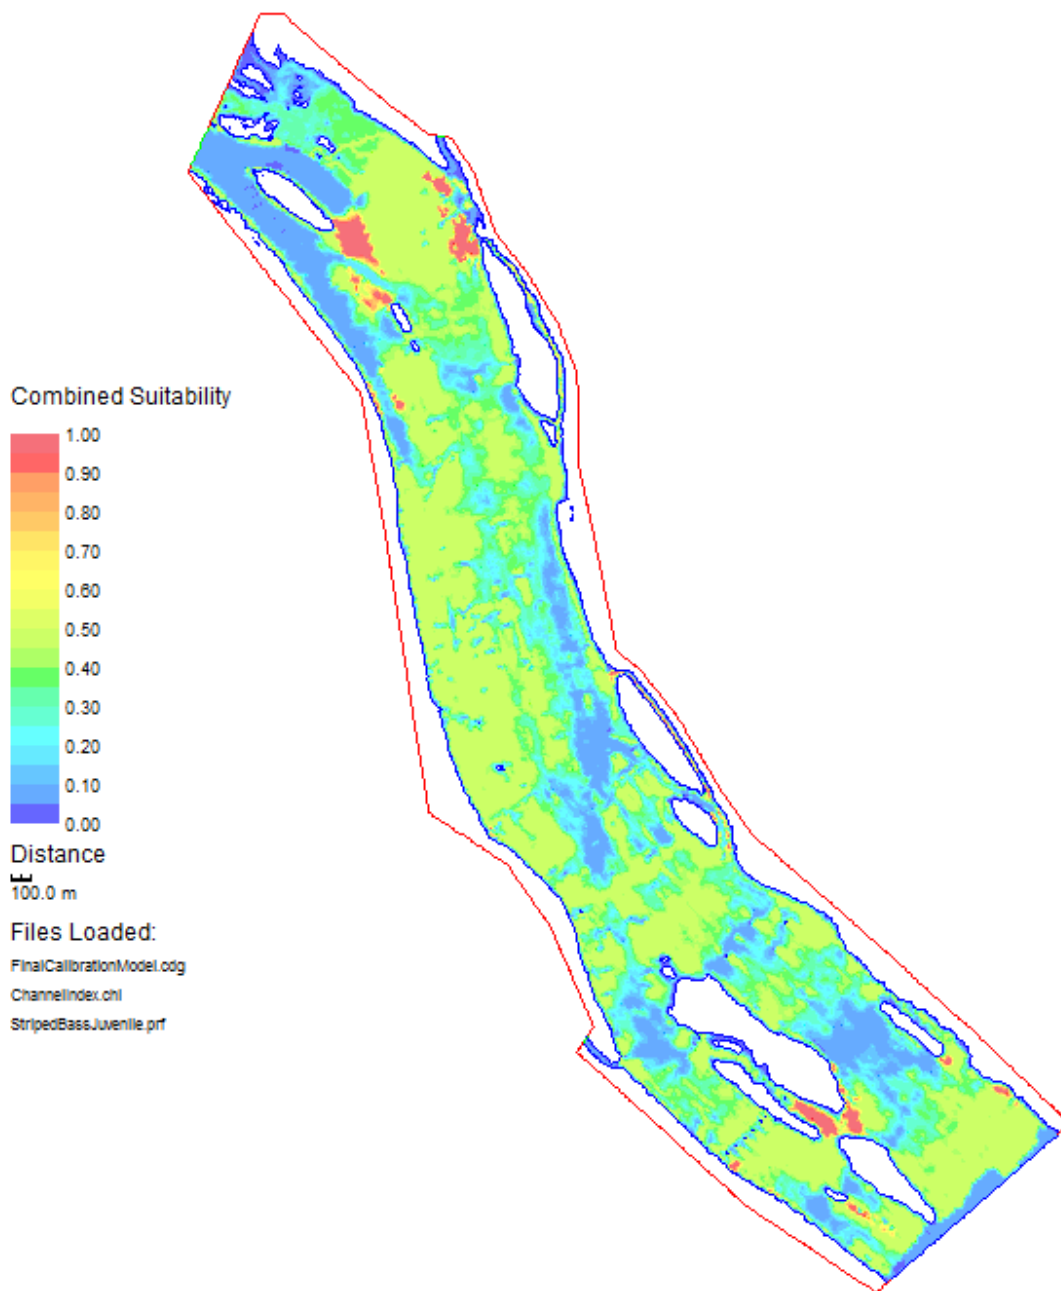 Combined Suitability
1.00
0.90
0.80
0.70
0.60
0.50
0.40
0.30
0.20
0.10
0.00
Distance
100.0 m
Files Loaded:
FinalCalibrationModel.cdg
ChannelIndex.chi
StripedBassJuvenile.prf